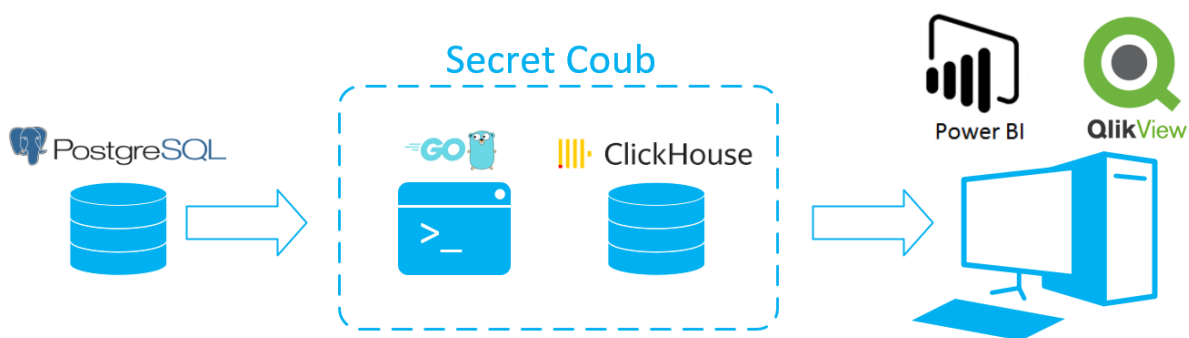 Secret Coub
PostgreSQL
GO
ClickHouse
>_
Power BI
QlikView